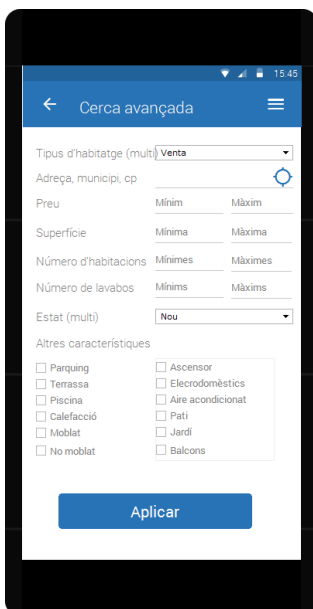 15:45
Cerca avançada
Tipus d'habitatge (multi) Venta
Adreça, municipi, cp
Preu Mínim Màxim
Superfície Mínima Màxima
Número d'habitacions Mínimes Màximes
Número de lavabos Mínims Màxims
Estat (multi) Nou
Altres característiques
Parquing Ascensor
Terrassa Elecrodomèstics
Piscina Aire acondicionat
Calefacció Pati
Moblat Jardí
No moblat Balcons
Aplicar